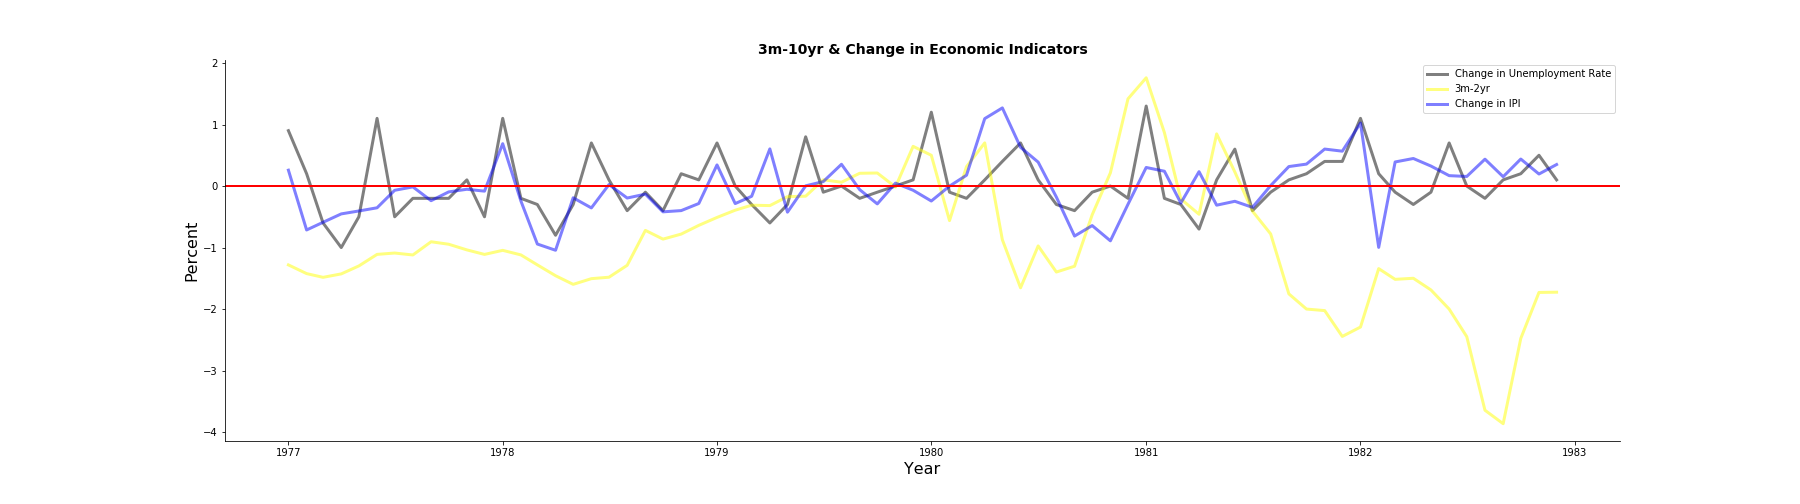 3m-10yr & Change in Economic Indicators
Change in Unemployment Rate
3m-2yr
Change in IPI
Percent
2
1
0
−1
−2
−3
−4
1977 1978 1979 1980 1981 1982 1983
Year